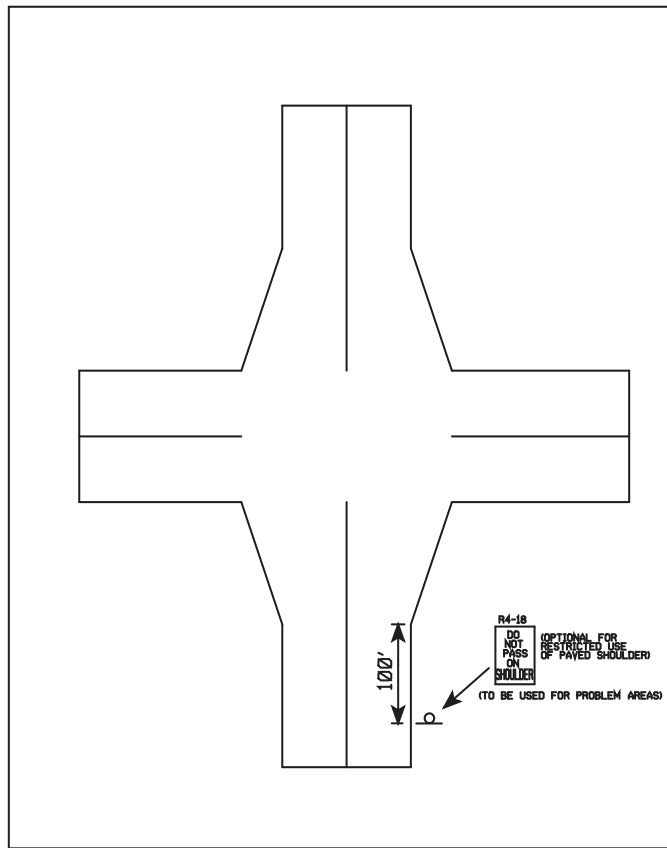 R4-18
DO
NOT
PASS
ON
SHOULDER
(OPTIONAL FOR
RESTRICTED USE
OF PAVED SHOULDER)
(TO BE USED FOR PROBLEM AREAS)
100'